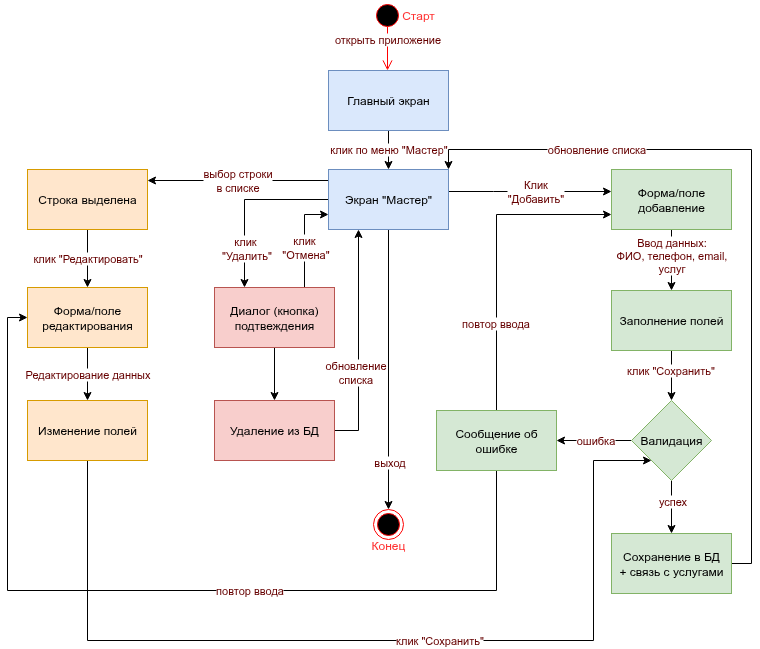 Старт
открыть приложение
Главный экран
клик по меню "Мастер"
обновление списка
выбор строки
в списке
Строка выделена
Экран "Мастер"
Клик
"Добавить"
Форма/поле
добавление
клик
"Удалить"
клик
"Отмена"
клик "Редактировать"
Ввод данных:
ФИО, телефон, email,
услуг
Форма/поле
редактирования
Диалог (кнопка)
подтвеждения
повтор ввода
Заполнение полей
Редактирование данных
обновление
списка
клик "Сохранить"
Изменение полей
Удаление из БД
Сообщение об
ошибке
ошибка
Валидация
выход
успех
Конец
Сохранение в БД
+ связь с услугами
повтор ввода
клик "Сохранить"